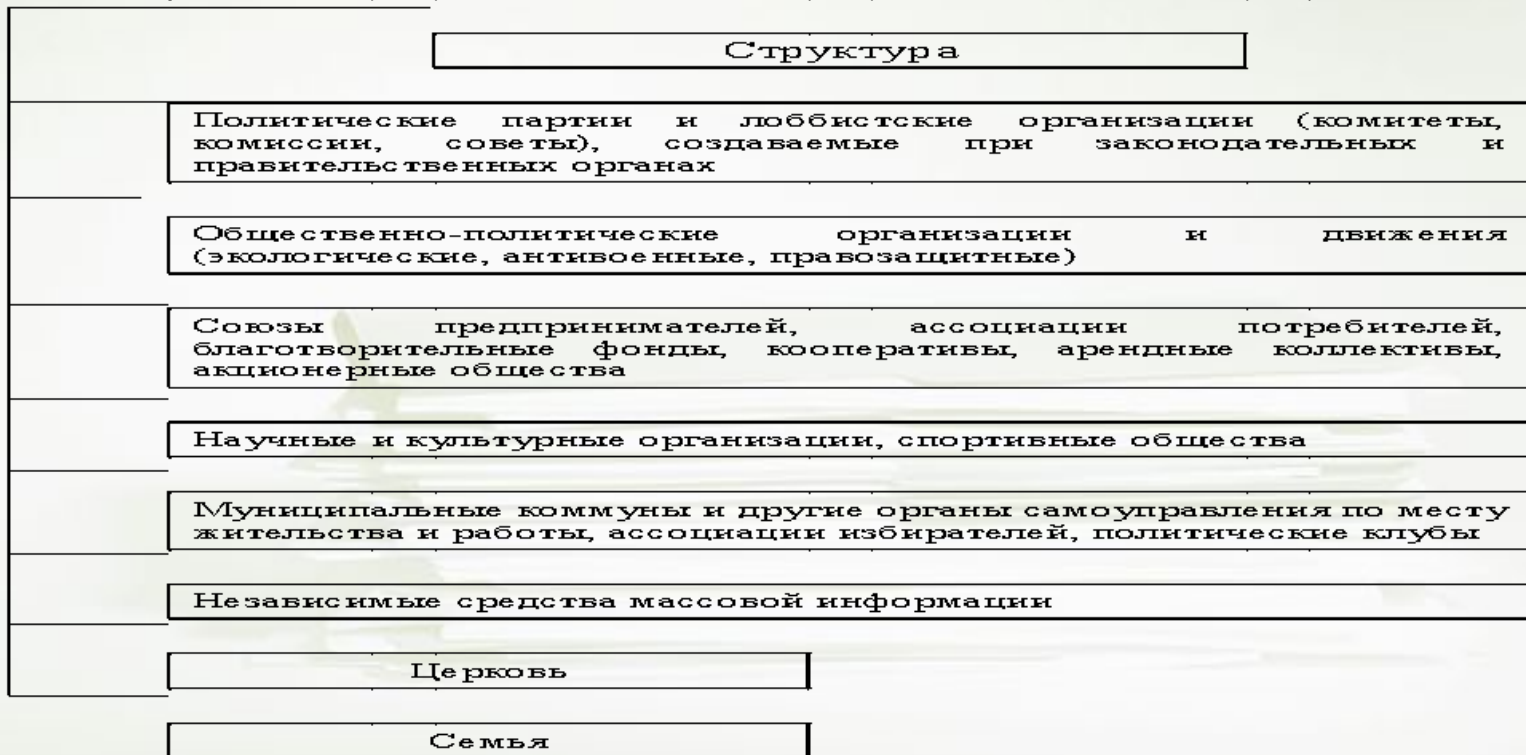 Структура
Политические партии и лоббистские организации (комитеты,
комиссии, советы), создаваемые при законодательных и
правительственных органах
Общественно-политические организации и движения
(экологические, антивоенные, правозащитные)
Союзы предпринимателей, ассоциации потребителей,
благотворительные фонды, кооперативы, арендные коллективы,
акционерные общества
Научные и культурные организации, спортивные общества
Муниципальные коммуны и другие органы самоуправления по месту
жительства и работы, ассоциации избирателей, политические клубы
Независимые средства массовой информации
Церковь
Семья